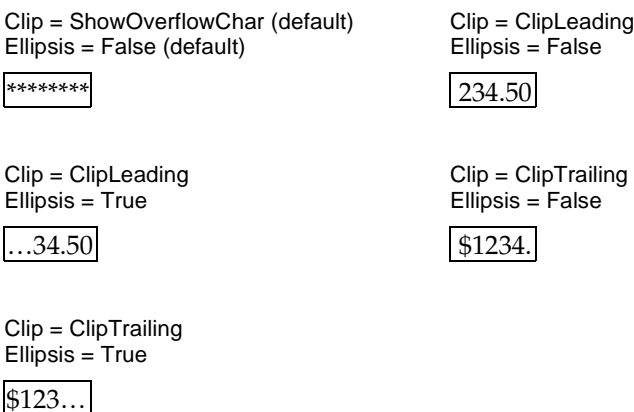 Clip = ShowOverflowChar (default)
Ellipsis = False (default)
********
Clip = ClipLeading
Ellipsis = False
234.50
Clip = ClipLeading
Ellipsis = True
…34.50
Clip = ClipTrailing
Ellipsis = False
$1234.
Clip = ClipTrailing
Ellipsis = True
$123…